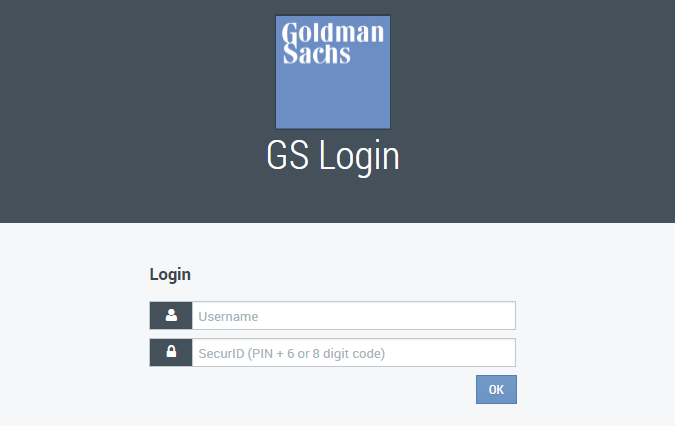 Goldman
Sachs
GS Login
Login
Username
SecurID (PIN + 6 or 8 digit code)
OK